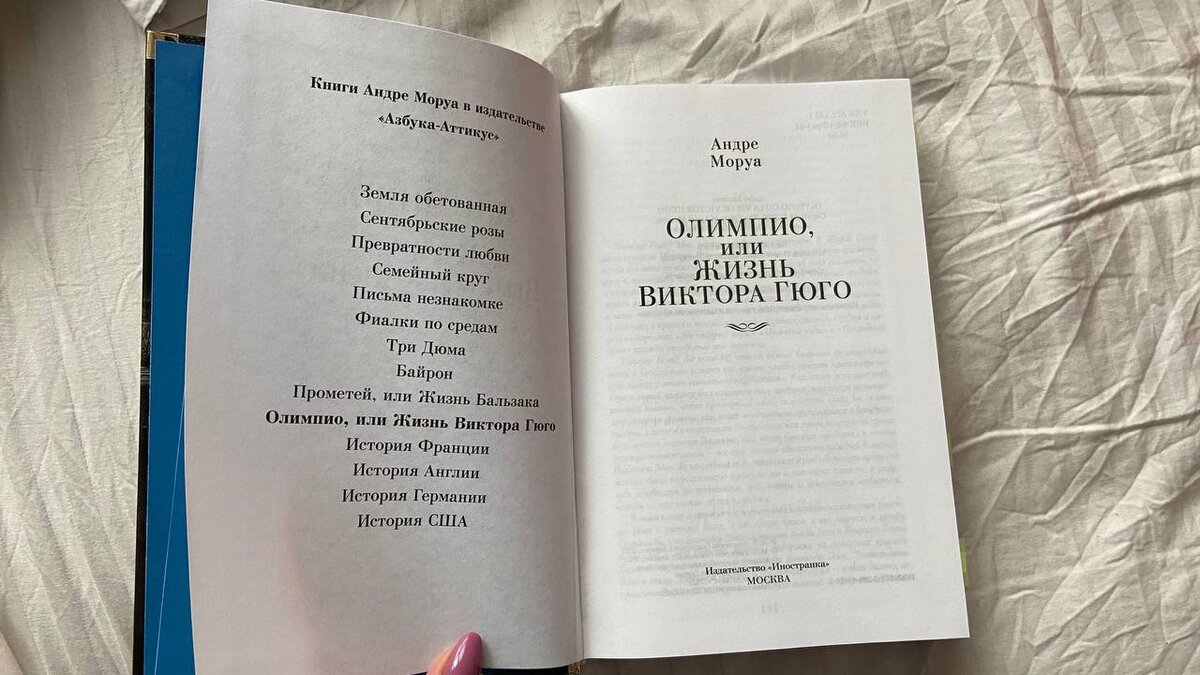 Книги Андре Моруа в издательстве
«Азбука-Аттикус»
Земля обетованная
Сентябрьские розы
Превратности любви
Семейный круг
Письма незнакомке
Фиалки по средам
Три Дюма
Байрон
Прометей, или Жизнь Бальзака
Олимпио, или Жизнь Виктора Гюго
История Франции
История Англии
История Германии
История США
Андре
Моруа
ОЛИМПИО,
ИЛИ
ЖИЗНЬ
ВИКТОРА ГЮГО
Издательство «Иностранка»
МОСКВА